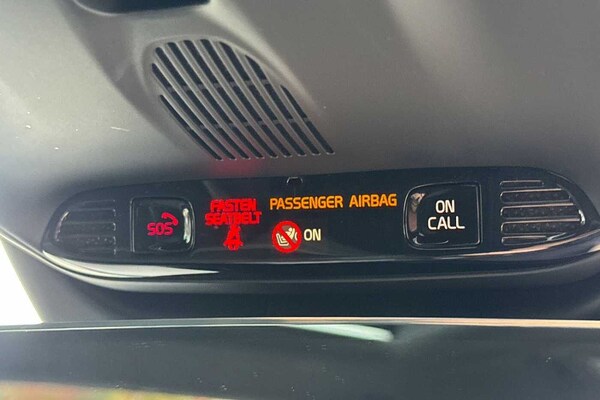 SOS
FASTEN
SEATBELT
PASSENGER AIRBAG
ON
ON
CALL